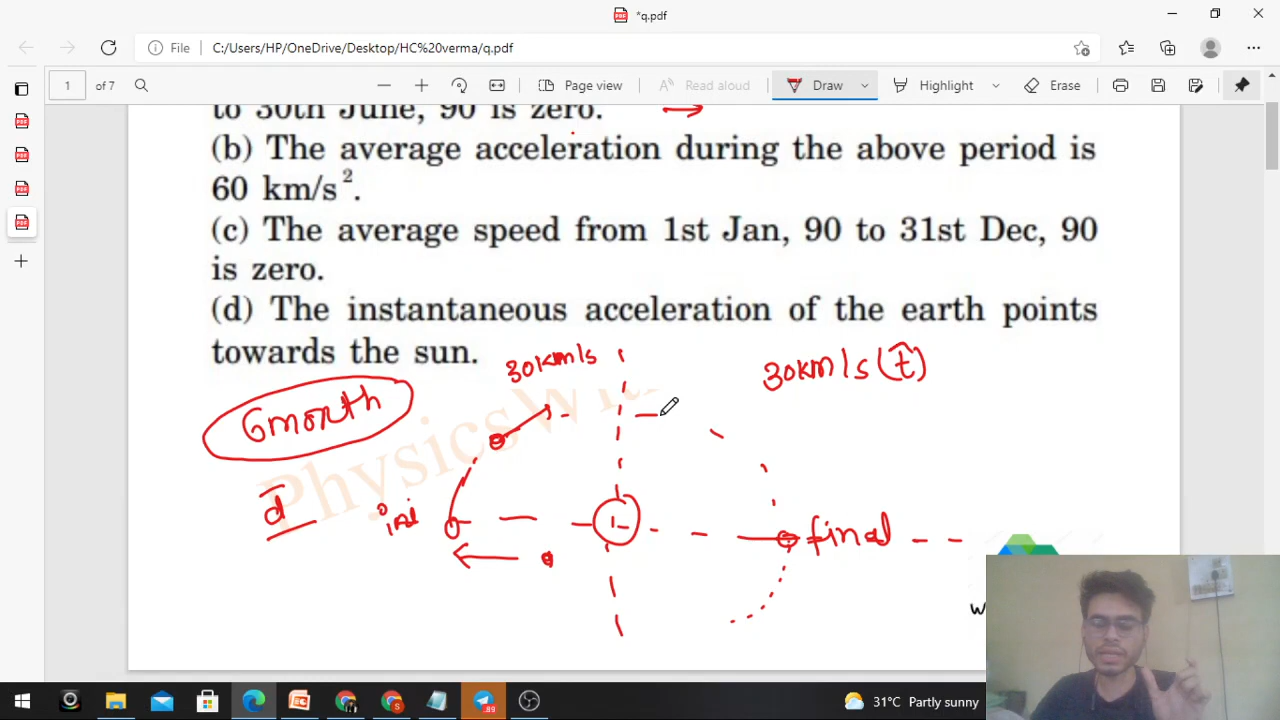 *q.pdf
File C:/Users/HP/OneDrive/Desktop/HC%20verma/q.pdf
1 of 7 Page view Read aloud Draw Highlight Erase
to 30th June, 90 is zero.
(b) The average acceleration during the above period is
60 km/s².
(c) The average speed from 1st Jan, 90 to 31st Dec, 90
is zero.
(d) The instantaneous acceleration of the earth points
towards the sun.
30km/s 30km/s (t)
6month
PhysicsWi
d ini final
W
89 31°C Partly sunny